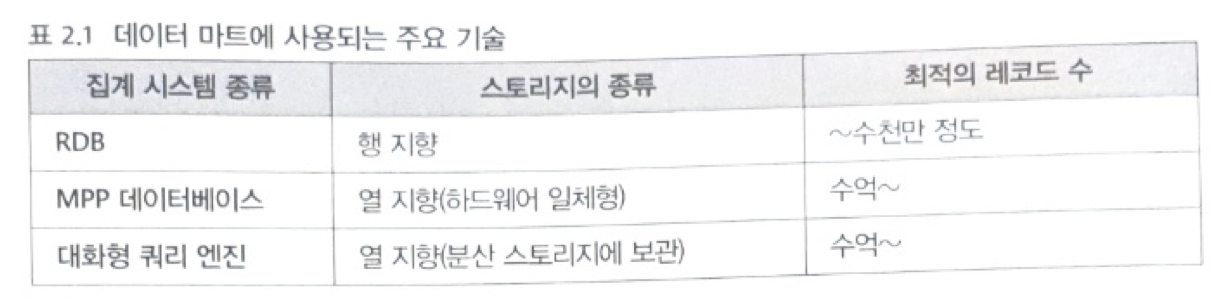 표 2.1 데이터 마트에 사용되는 주요 기술
집계 시스템 종류 스토리지의 종류 최적의 레코드 수
RDB 행 지향 ~수천만 정도
MPP 데이터베이스 열 지향(하드웨어 일체형) 수억~
대화형 쿼리 엔진 열 지향(분산 스토리지에 보관) 수억~